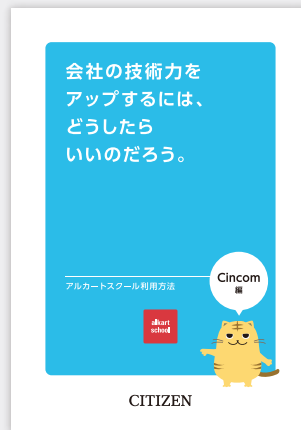 会社の技術力を
アップするには、
どうしたら
いいのだろう。
Cincom
編
アルカートスクール利用方法
allkart
school
CITIZEN